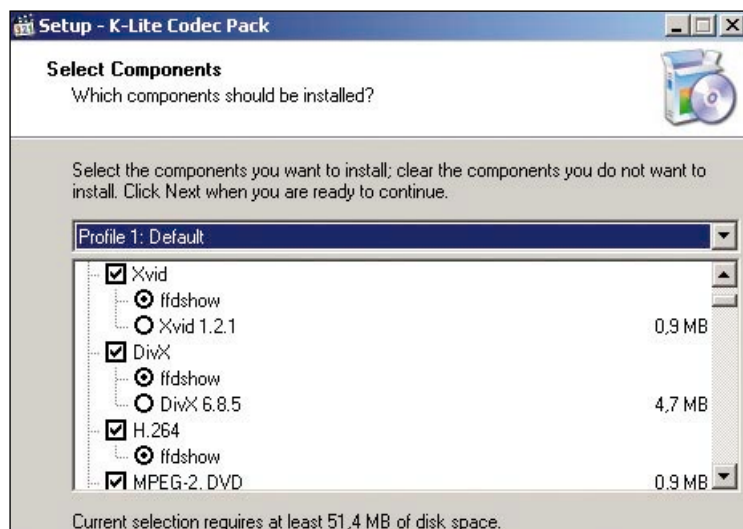 Setup - K-Lite Codec Pack
Select Components
Which components should be installed?
Select the components you want to install; clear the components you do not want to
install. Click Next when you are ready to continue.
Profile 1: Default
Xvid
ffdshow
Xvid 1.2.1 0,9 MB
DivX
ffdshow
DivX 6.8.5 4,7 MB
H.264
ffdshow
MPEG-2, DVD 0,9 MB
Current selection requires at least 51,4 MB of disk space.